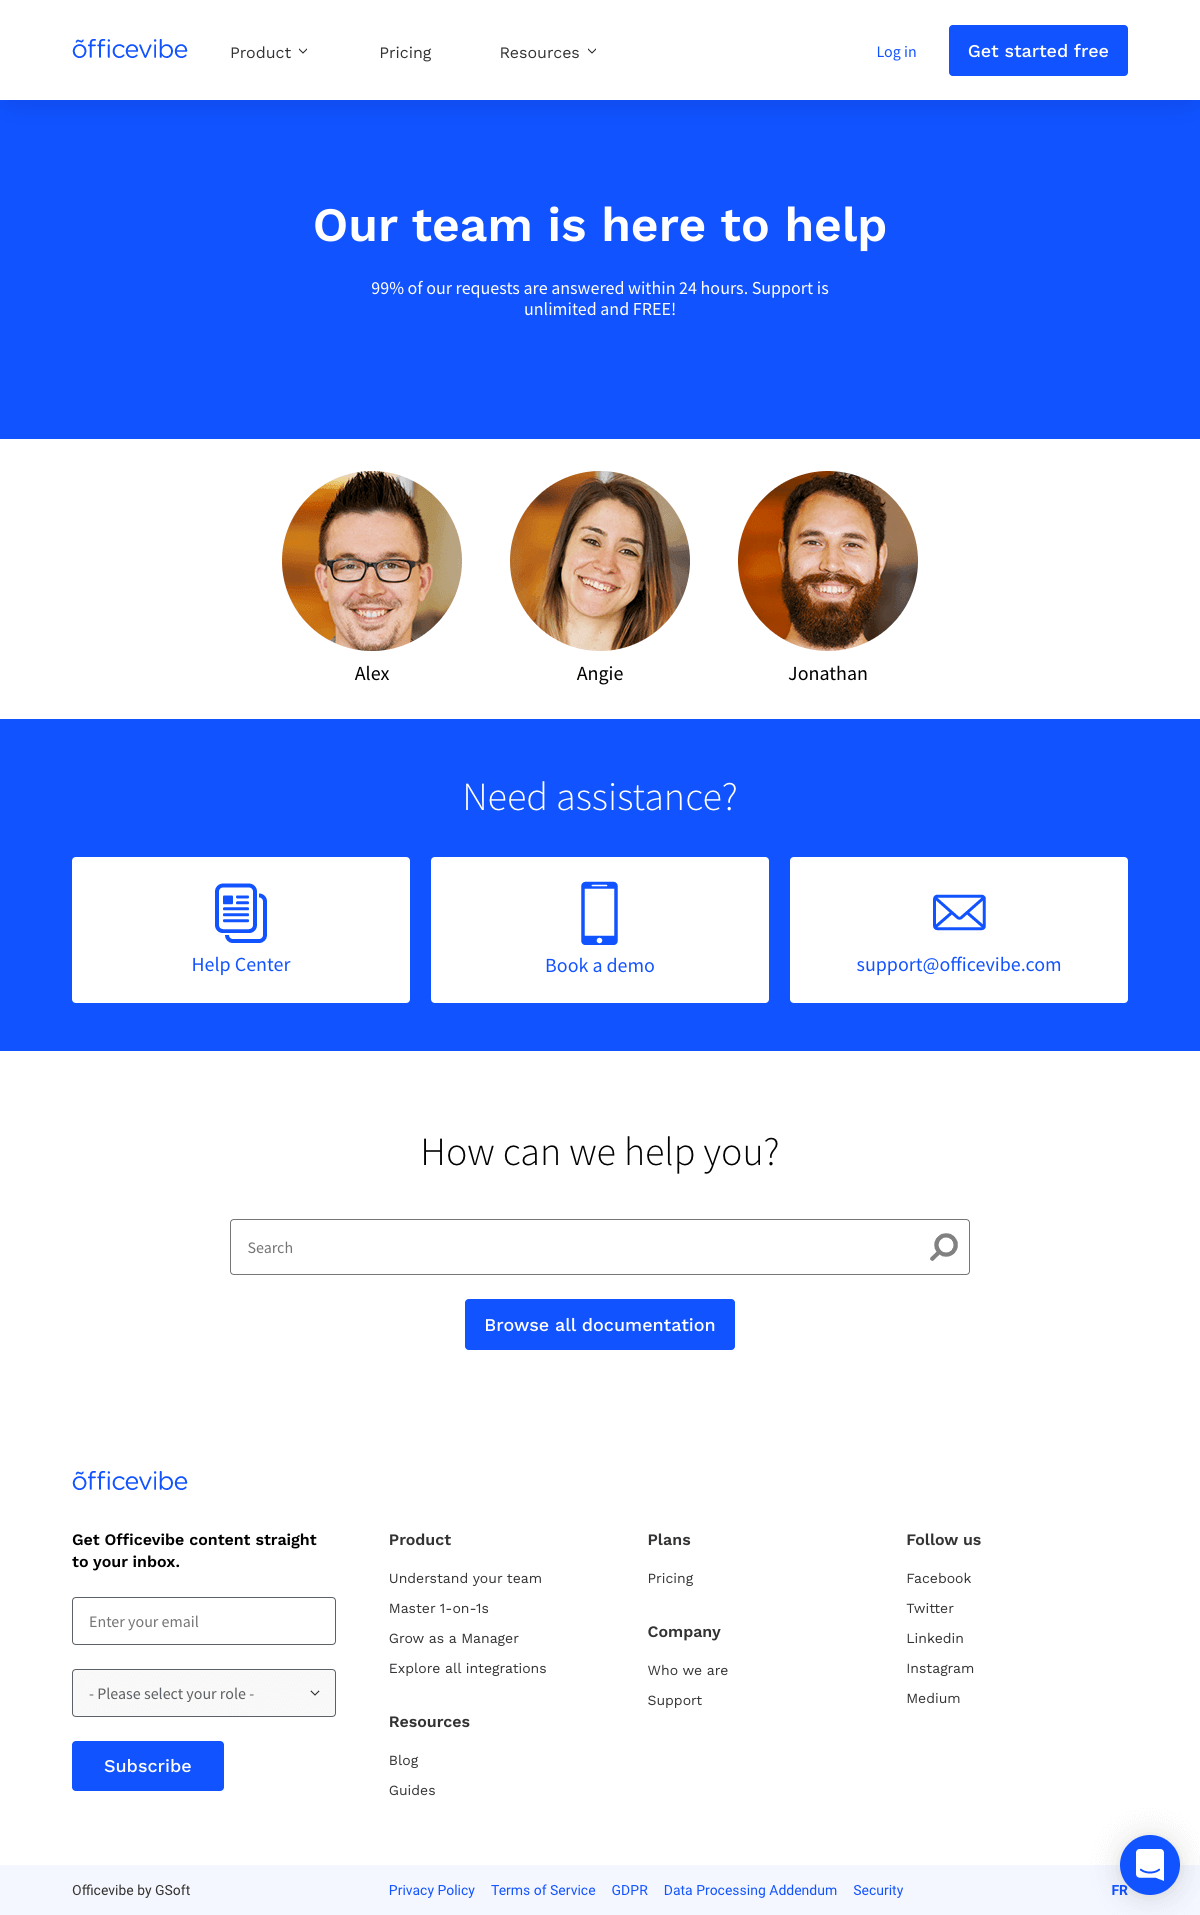 õfficevibe
Product
Pricing
Resources
Log in
Get started free
Our team is here to help
99% of our requests are answered within 24 hours. Support is
unlimited and FREE!
Alex
Angie
Jonathan
Need assistance?
Help Center
Book a demo
support@officevibe.com
How can we help you?
Search
Browse all documentation
õfficevibe
Get Officevibe content straight
to your inbox.
Enter your email
- Please select your role -
Subscribe
Product
Understand your team
Master 1-on-1s
Grow as a Manager
Explore all integrations
Resources
Blog
Guides
Plans
Pricing
Company
Who we are
Support
Follow us
Facebook
Twitter
Linkedin
Instagram
Medium
Officevibe by GSoft
Privacy Policy
Terms of Service
GDPR
Data Processing Addendum
Security
FR